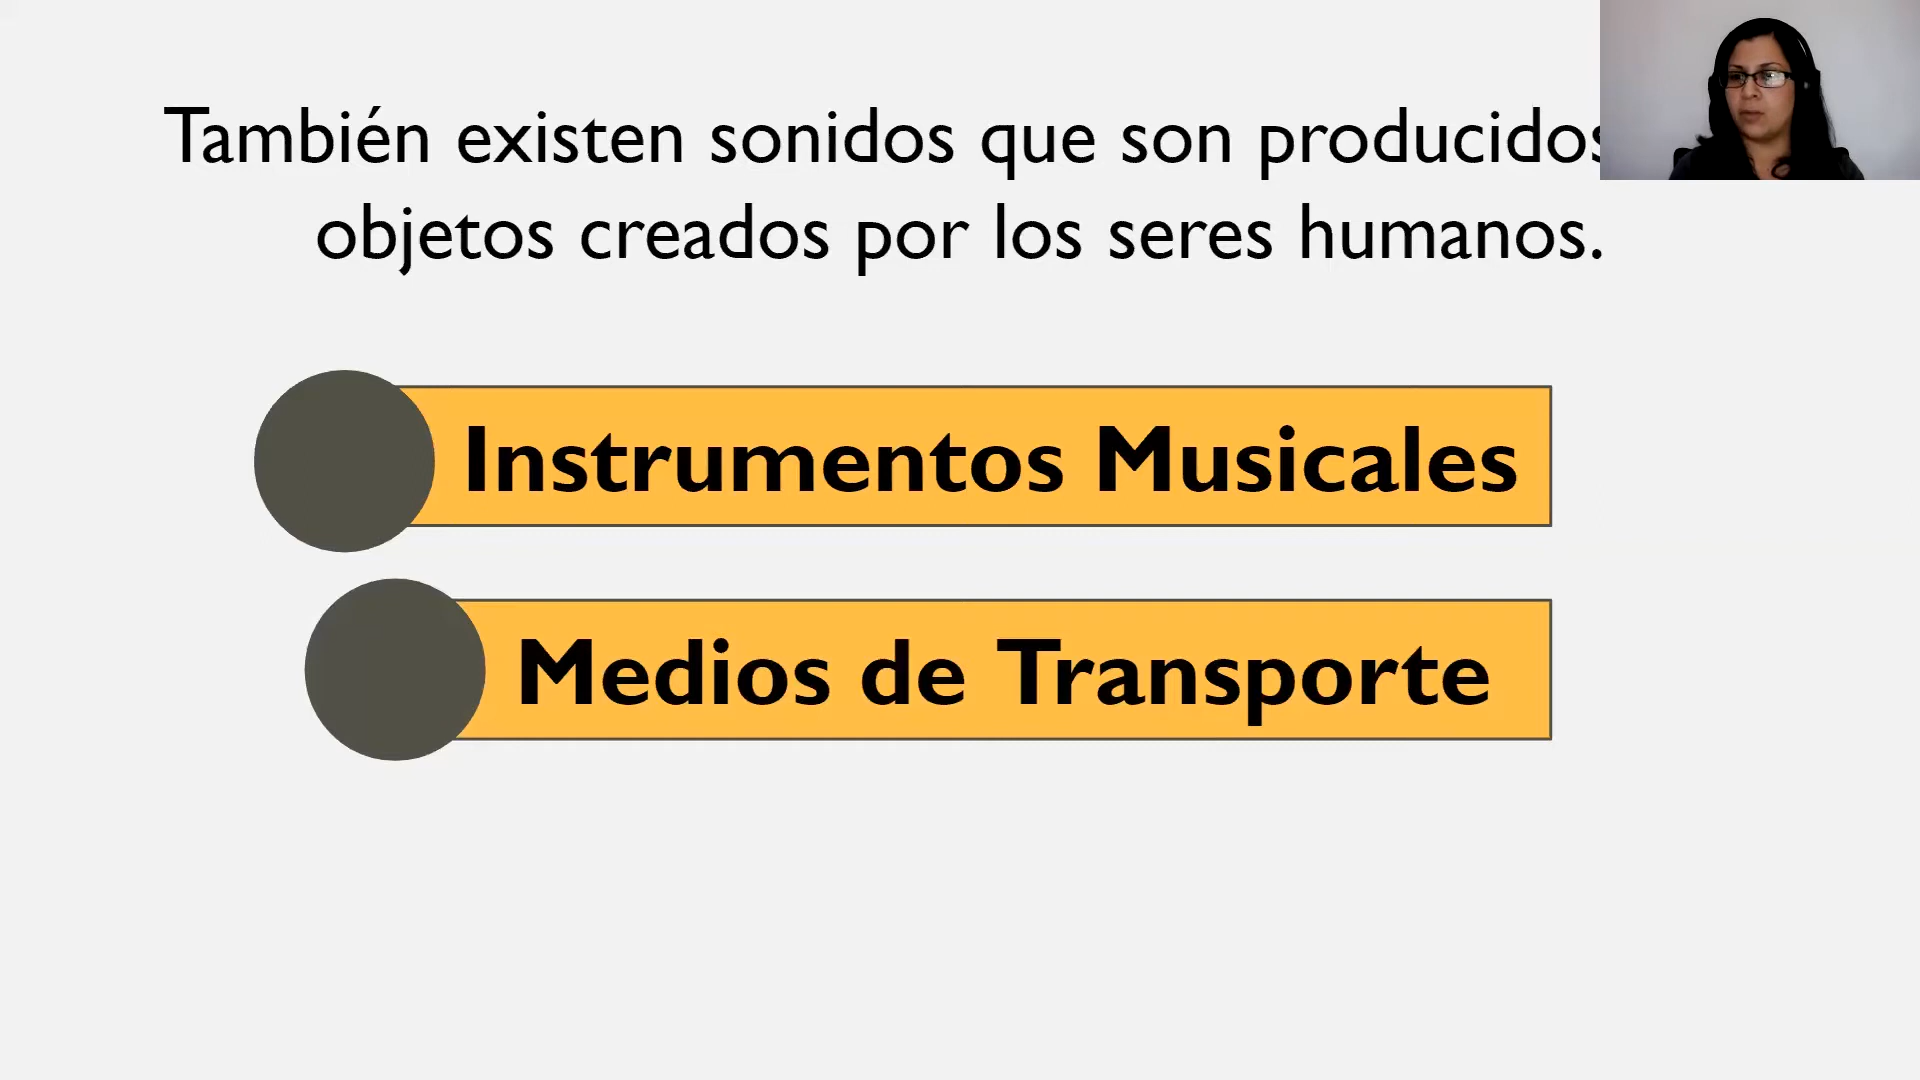 También existen sonidos que son producidos
objetos creados por los seres humanos.
Instrumentos Musicales
Medios de Transporte